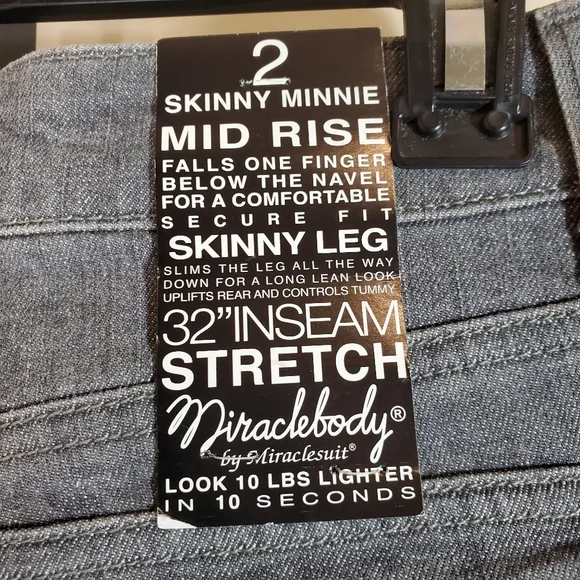 2
SKINNY MINNIE
MID RISE
FALLS ONE FINGER
BELOW THE NAVEL
FOR A COMFORTABLE
SECURE FIT
SKINNY LEG
SLIMS THE LEG ALL THE WAY
DOWN FOR A LONG LEAN LOOK
UPLIFTS REAR AND CONTROLS TUMMY
32"INSEAM
STRETCH
Miraclebody®
by Miraclesuit®
LOOK 10 LBS LIGHTER
IN 10 SECONDS